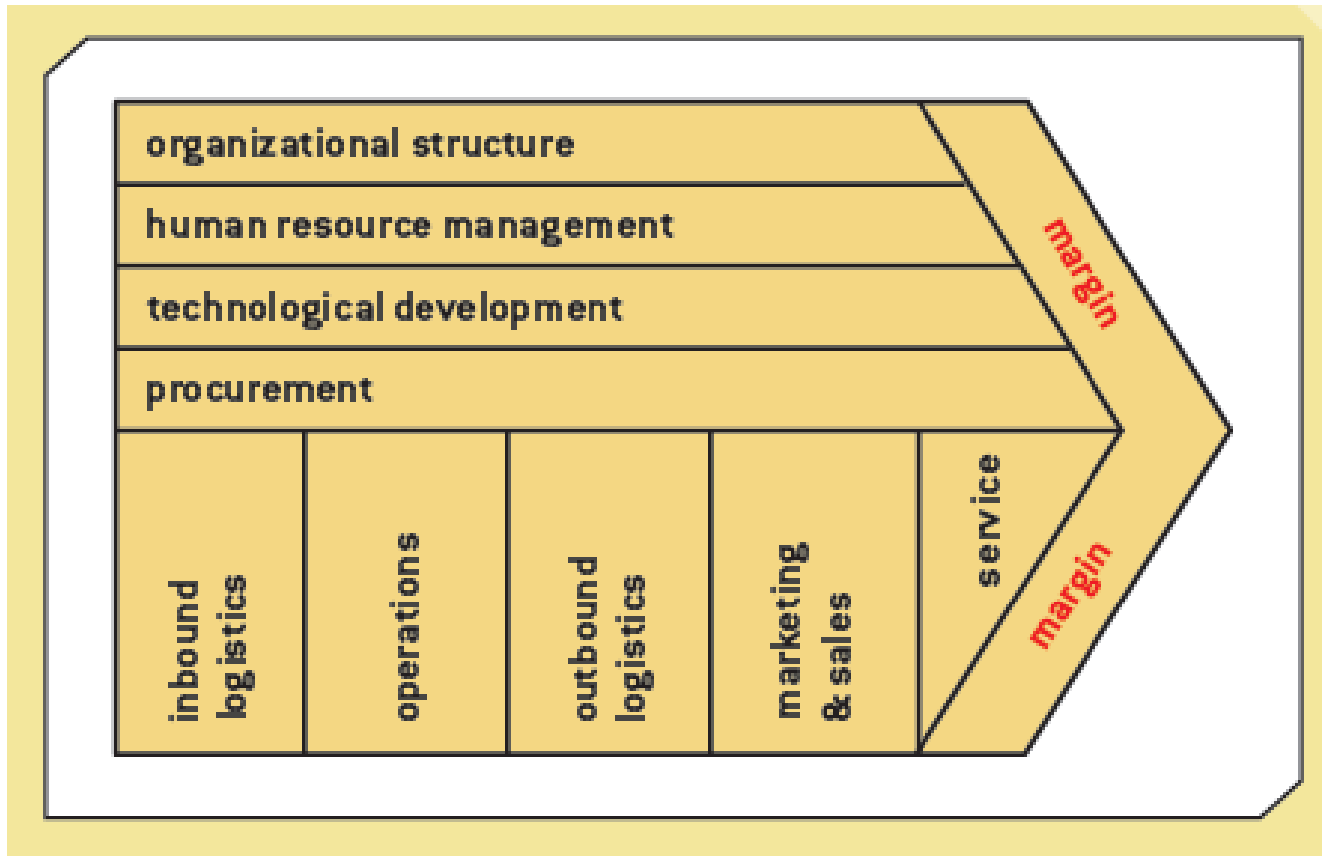 organizational structure
human resource management
technological development
procurement
margin
inbound
logistics
operations
outbound
logistics
marketing
& sales
service
margin